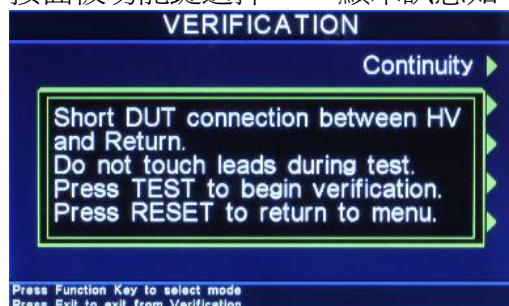 VERIFICATION
Continuity
Short DUT connection between HV
and Return.
Do not touch leads during test.
Press TEST to begin verification.
Press RESET to return to menu.
Press Function Key to select mode
Press Exit to exit from Verification